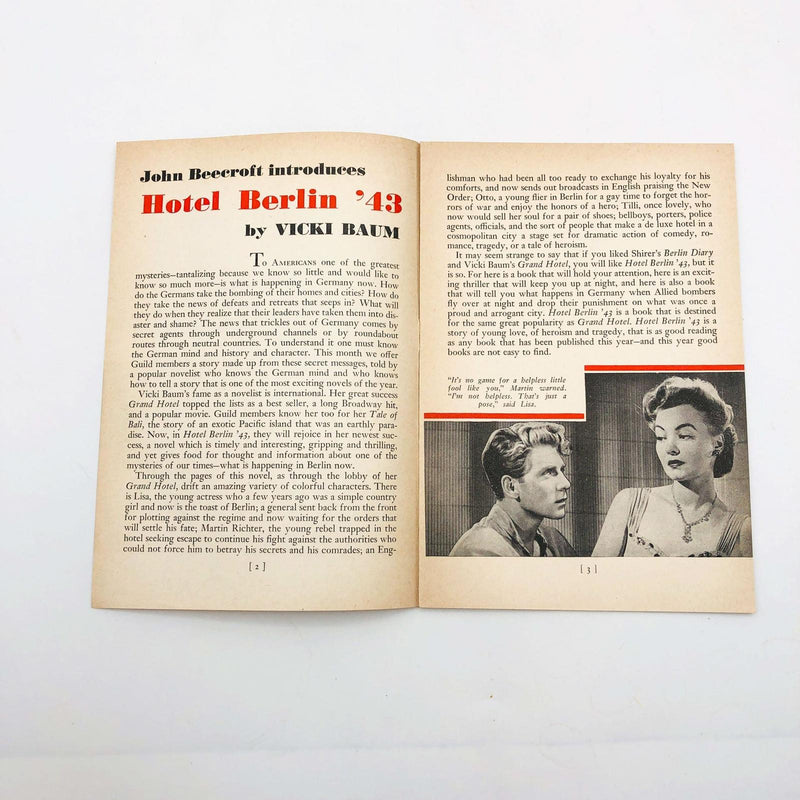 John Beecroft introduces
Hotel Berlin '43
by VICKI BAUM
To Americans one of the greatest
mysteries—tantalizing because we know so little and would like to
know so much more—is what is happening in Germany now. How
do the Germans take the bombing of their homes and cities? How do
they take the news of defeats and retreats that seeps in? What will
they do when they realize that their leaders have taken them into dis-
aster and shame? The news that trickles out of Germany comes by
secret agents through underground channels or by roundabout
routes through neutral countries. To understand it one must know
the German mind and history and character. This month we offer
Guild members a story made up from these secret messages, told by
a popular novelist who knows the German mind and who knows
how to tell a story that is one of the most exciting novels of the year.
Vicki Baum's fame as a novelist is international. Her great success
Grand Hotel topped the lists as a best seller, a long Broadway hit,
and a popular movie. Guild members know her too for her Tale of
Bali, the story of an exotic Pacific island that was an earthly para-
dise. Now, in Hotel Berlin '43, they will rejoice in her newest suc-
cess, a novel which is timely and interesting, gripping and thrilling,
and yet gives food for thought and information about one of the
mysteries of our times—what is happening in Berlin now.
Through the pages of this novel, as through the lobby of her
Grand Hotel, drift an amazing variety of colorful characters. There
is Lisa, the young actress who a few years ago was a simple country
girl and now is the toast of Berlin; a general sent back from the front
for plotting against the regime and now waiting for the orders that
will settle his fate; Martin Richter, the young rebel trapped in the
hotel seeking escape to continue his fight against the authorities who
could not force him to betray his secrets and his comrades; an Eng-
[ 2 ]
lishman who had been all too ready to exchange his loyalty for his
comforts, and now sends out broadcasts in English praising the New
Order; Otto, a young flier in Berlin for a gay time to forget the hor-
rors of war and enjoy the honors of a hero; Tilli, once lovely, who
now would sell her soul for a pair of shoes; bellboys, porters, police
agents, officials, and the sort of people that make a de luxe hotel in a
cosmopolitan city a stage set for dramatic action of comedy, ro-
mance, tragedy, or a tale of heroism.
It may seem strange to say that if you liked Shirer's Berlin Diary
and Vicki Baum's Grand Hotel, you will like Hotel Berlin '43, but it
is so. For here is a book that will hold your attention, here is an excit-
ing thriller that will keep you up at night, and here is also a book
that will tell you what happens in Germany when Allied bombers
fly over at night and drop their punishment on what was once a
proud and arrogant city. Hotel Berlin '43 is a book that is destined
for the same great popularity as Grand Hotel. Hotel Berlin '43 is a
story of young love, of heroism and tragedy, that is as good reading
as any book that has been published this year—and this year good
books are not easy to find.
"It's no game for a helpless little
fool like you," Martin warned.
"I'm not helpless. That's just a
pose," said Lisa.
[ 3 ]